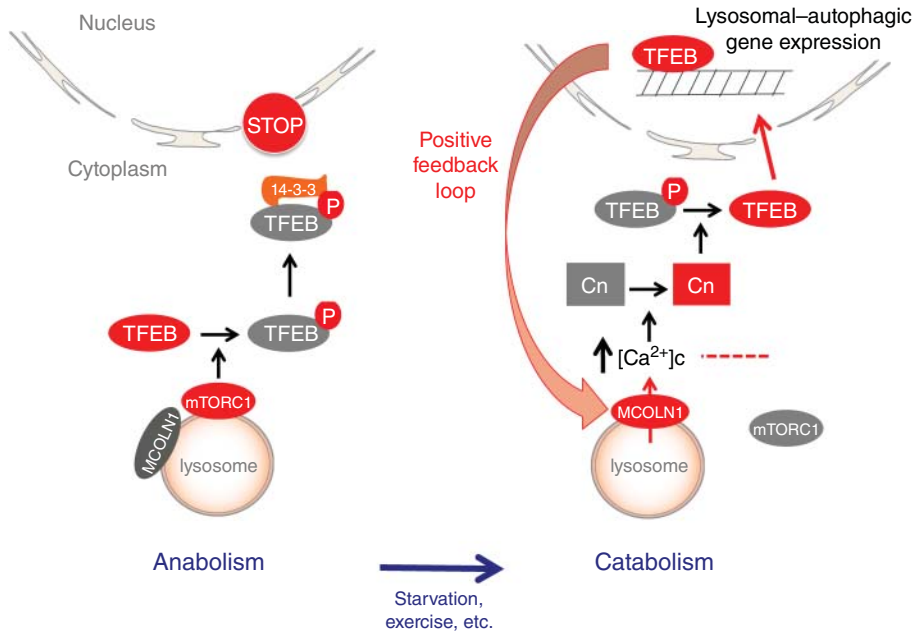 Nucleus
STOP
Cytoplasm
14-3-3
P
TFEB
TFEB
TFEB
P
mTORC1
MCOLN1
lysosome
Anabolism
Starvation,
exercise, etc.
Lysosomal–autophagic
gene expression
TFEB
Positive
feedback
loop
P
TFEB
TFEB
Cn
Cn
[Ca²⁺]c
MCOLN1
mTORC1
lysosome
Catabolism